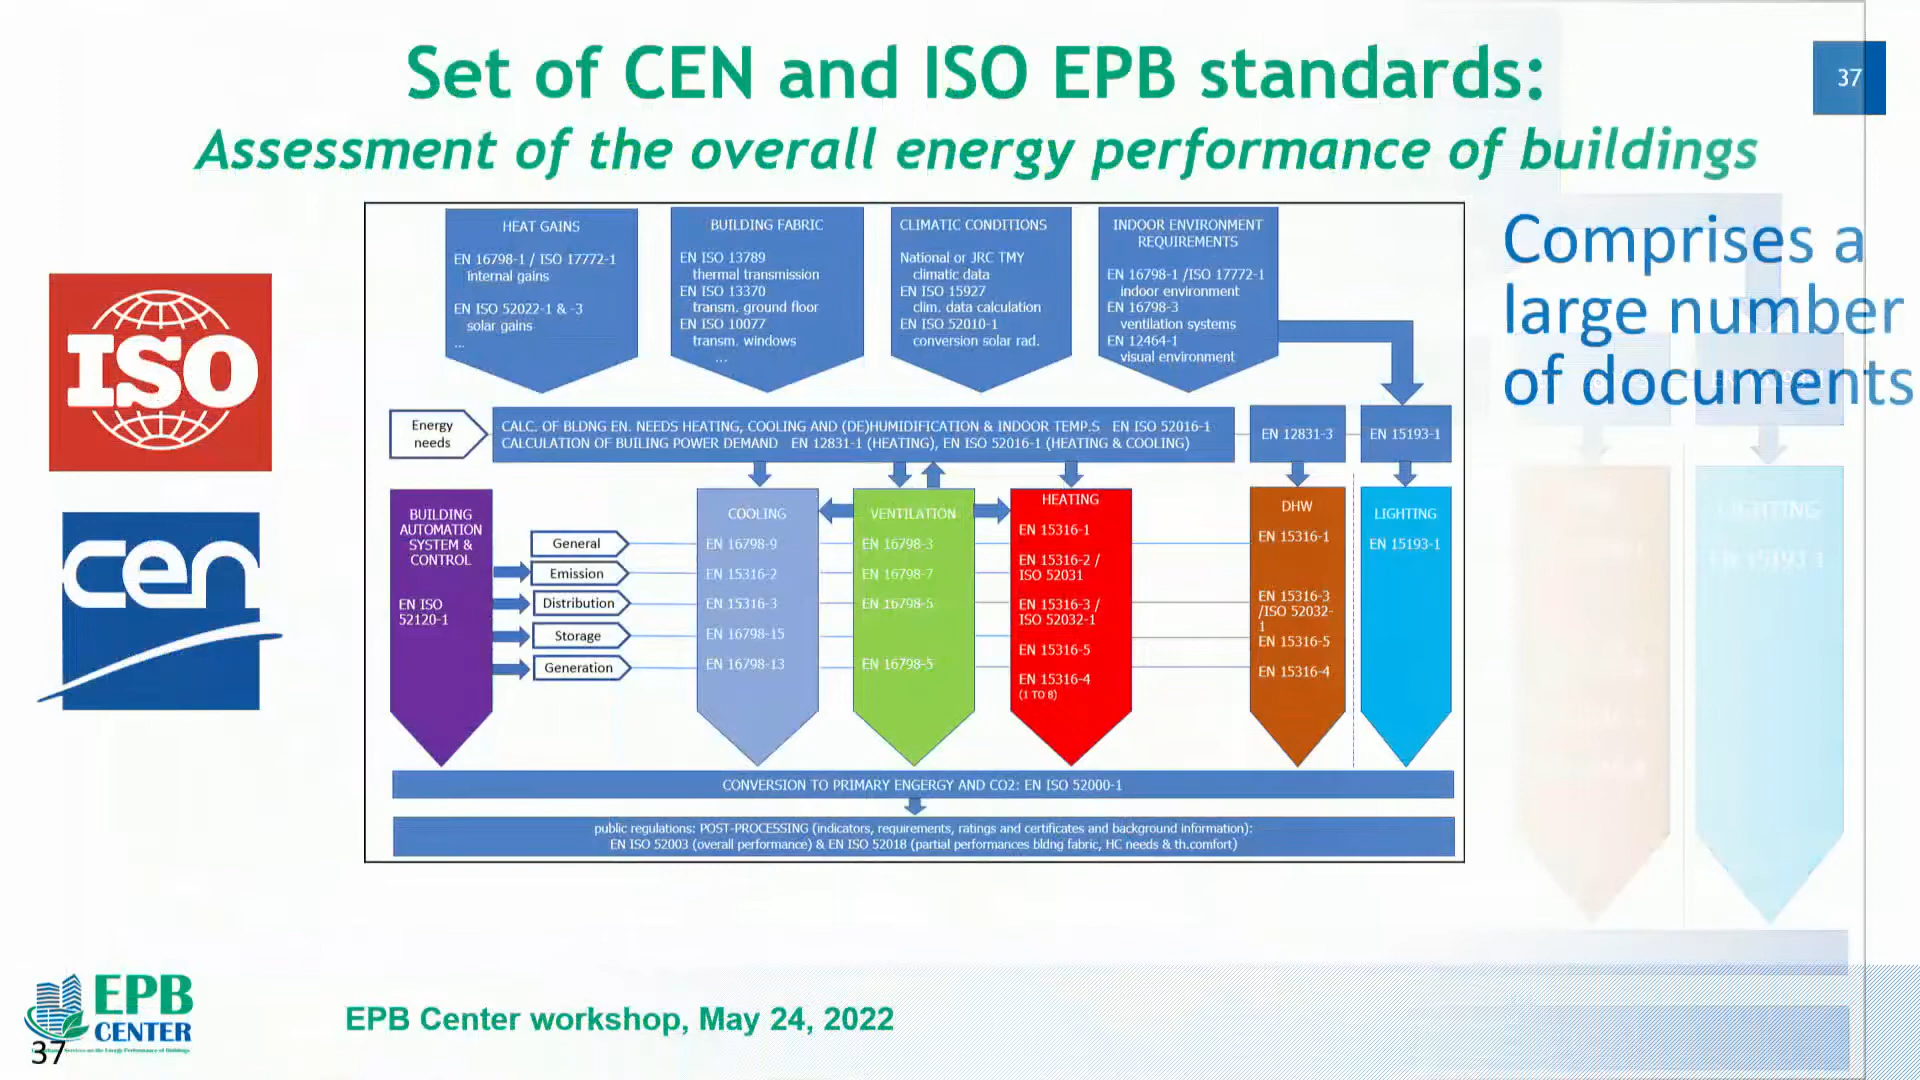 Set of CEN and ISO EPB standards:
Assessment of the overall energy performance of buildings
37
Comprises a
large number
of documents
ISO
cen
HEAT GAINS
EN 16798-1 / ISO 17772-1
internal gains
EN ISO 52022-1 & -3
solar gains
...
BUILDING FABRIC
EN ISO 13789
thermal transmission
EN ISO 13370
transm. ground floor
EN ISO 10077
transm. windows
...
CLIMATIC CONDITIONS
National or JRC TMY
climatic data
EN ISO 15927
clim. data calculation
EN ISO 52010-1
conversion solar rad.
INDOOR ENVIRONMENT
REQUIREMENTS
EN 16798-1 /ISO 17772-1
indoor environment
EN 16798-3
ventilation systems
EN 12464-1
visual environment
Energy
needs
CALC. OF BLDNG EN. NEEDS HEATING, COOLING AND (DE)HUMIDIFICATION & INDOOR TEMP.S EN ISO 52016-1
CALCULATION OF BUILING POWER DEMAND EN 12831-1 (HEATING), EN ISO 52016-1 (HEATING & COOLING)
EN 12831-3
EN 15193-1
BUILDING
AUTOMATION
SYSTEM &
CONTROL
EN ISO
52120-1
General
Emission
Distribution
Storage
Generation
COOLING
EN 16798-9
EN 15316-2
EN 15316-3
EN 16798-15
EN 16798-13
VENTILATION
EN 16798-3
EN 16798-7
EN 16798-5
EN 16798-5
HEATING
EN 15316-1
EN 15316-2 /
ISO 52031
EN 15316-3 /
ISO 52032-1
EN 15316-5
EN 15316-4
(1 TO 8)
DHW
EN 15316-1
EN 15316-3
/ISO 52032-
1
EN 15316-5
EN 15316-4
LIGHTING
EN 15193-1
LIGHTING
EN 15193-1
CONVERSION TO PRIMARY ENGERGY AND CO2: EN ISO 52000-1
public regulations: POST-PROCESSING (indicators, requirements, ratings and certificates and background information):
EN ISO 52003 (overall performance) & EN ISO 52018 (partial performances bldng fabric, HC needs & th.comfort)
EPB
CENTER
37
EPB Center workshop, May 24, 2022